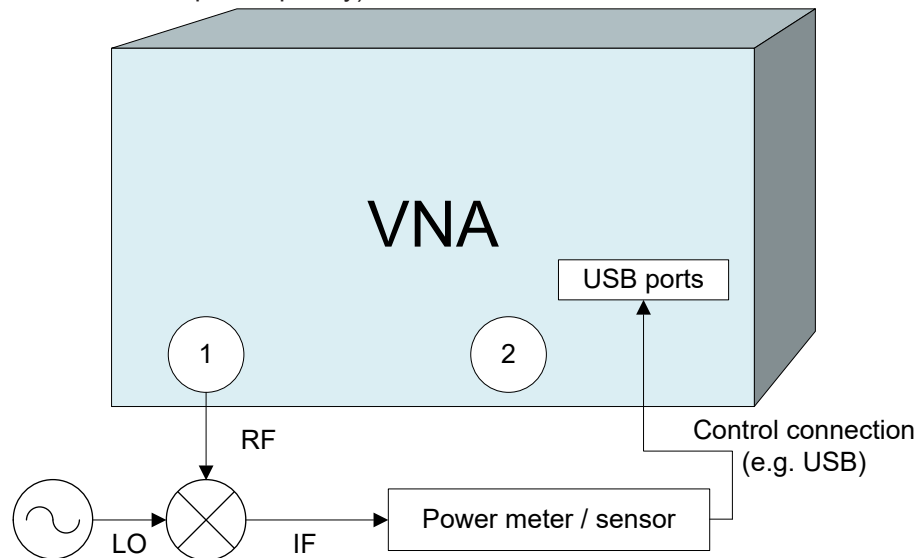 VNA
USB ports
1
2
RF
Control connection
(e.g. USB)
Power meter / sensor
LO
IF